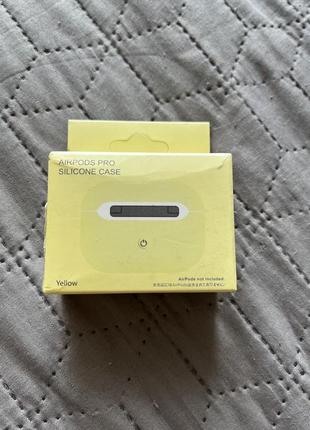 AIRPODS PRO
SILICONE CASE
Yellow
AirPods not included.